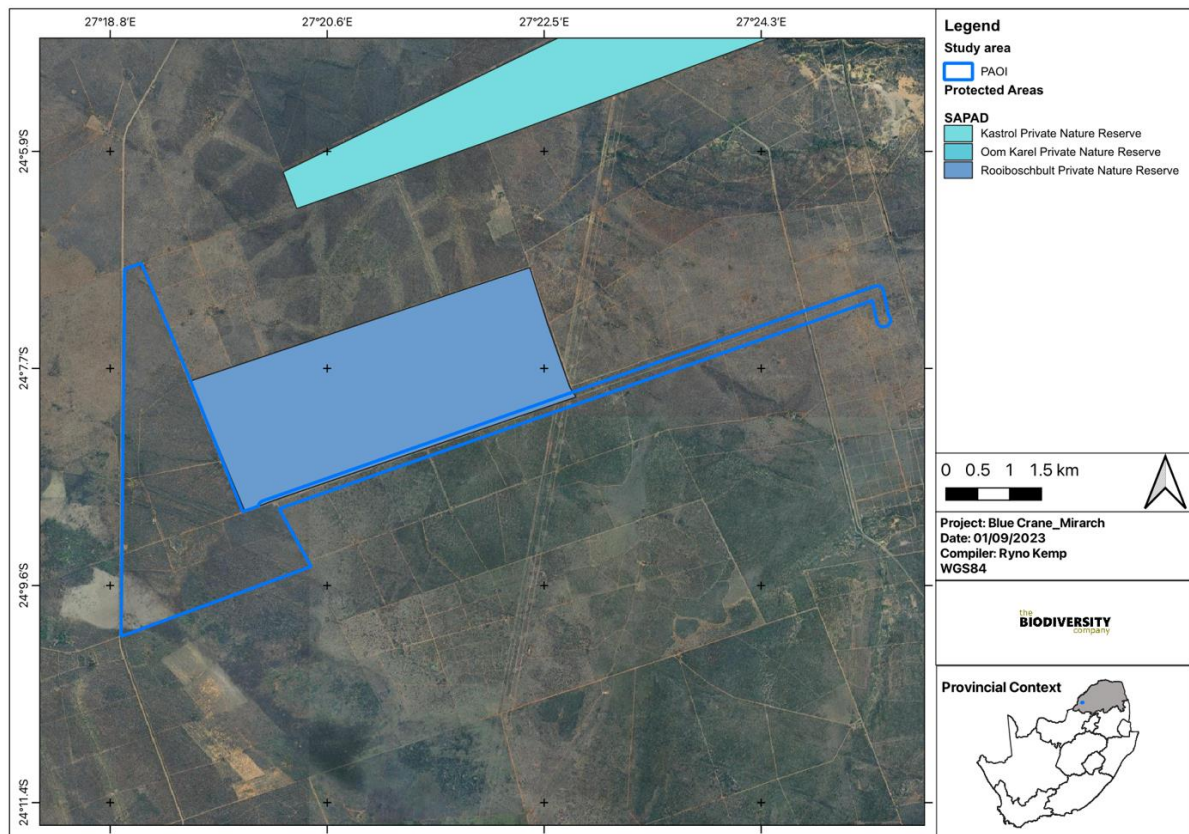 27°18.8'E
27°20.6'E
27°22.5'E
27°24.3'E
24°5.9'S
24°7.7'S
24°9.6'S
24°11.4'S
Legend
Study area
PAOI
Protected Areas
SAPAD
Kastrol Private Nature Reserve
Oom Karel Private Nature Reserve
Rooiboschbult Private Nature Reserve
0 0.5 1 1.5 km
Project: Blue Crane_Mirarch
Date: 01/09/2023
Compiler: Ryno Kemp
WGS84
the
BIODIVERSITY
company
Provincial Context